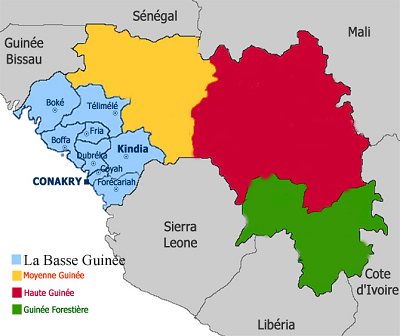 Sénégal
Guinée
Bissau
Mali
Boké
Télimélé
Fria
Boffa
Kindia
Dubréka
Coyah
CONAKRY
Forécariah
Sierra
Leone
La Basse Guinée
Moyenne Guinée
Haute Guinée
Guinée Forestière
Cote
d'Ivoire
Libéria